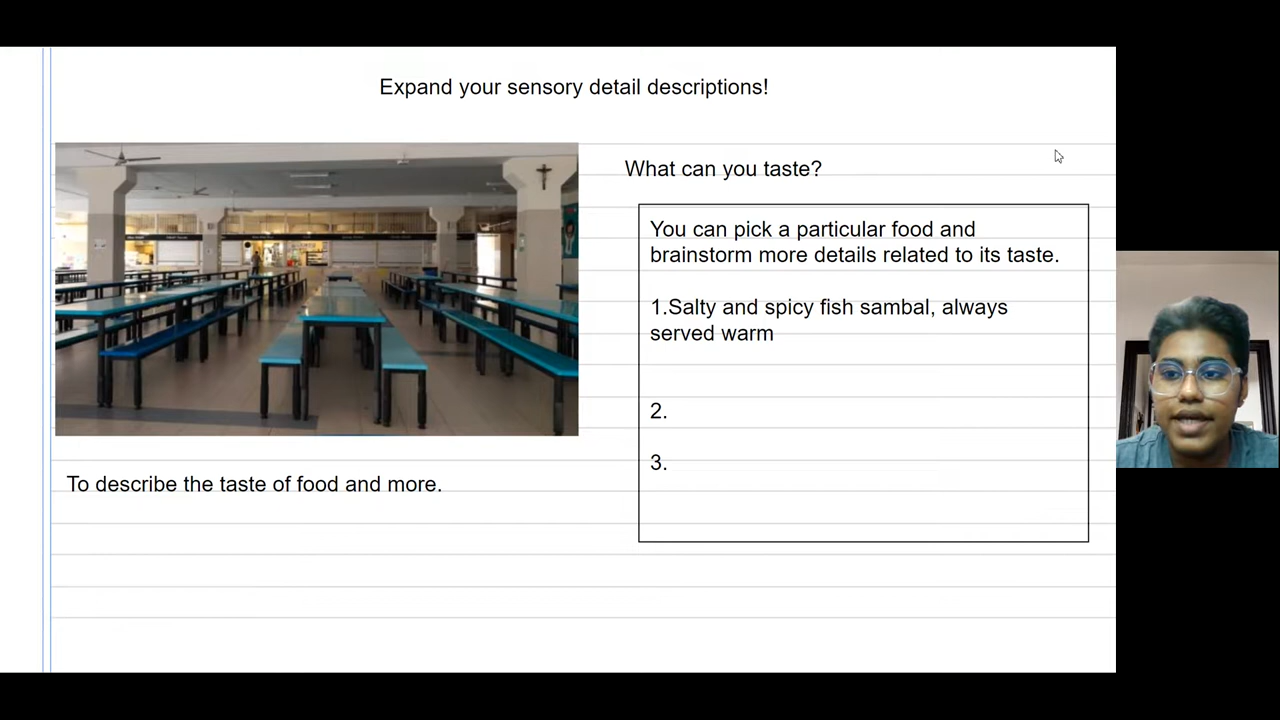 Expand your sensory detail descriptions!
What can you taste?
You can pick a particular food and
brainstorm more details related to its taste.
1.Salty and spicy fish sambal, always
served warm
2.
3.
To describe the taste of food and more.